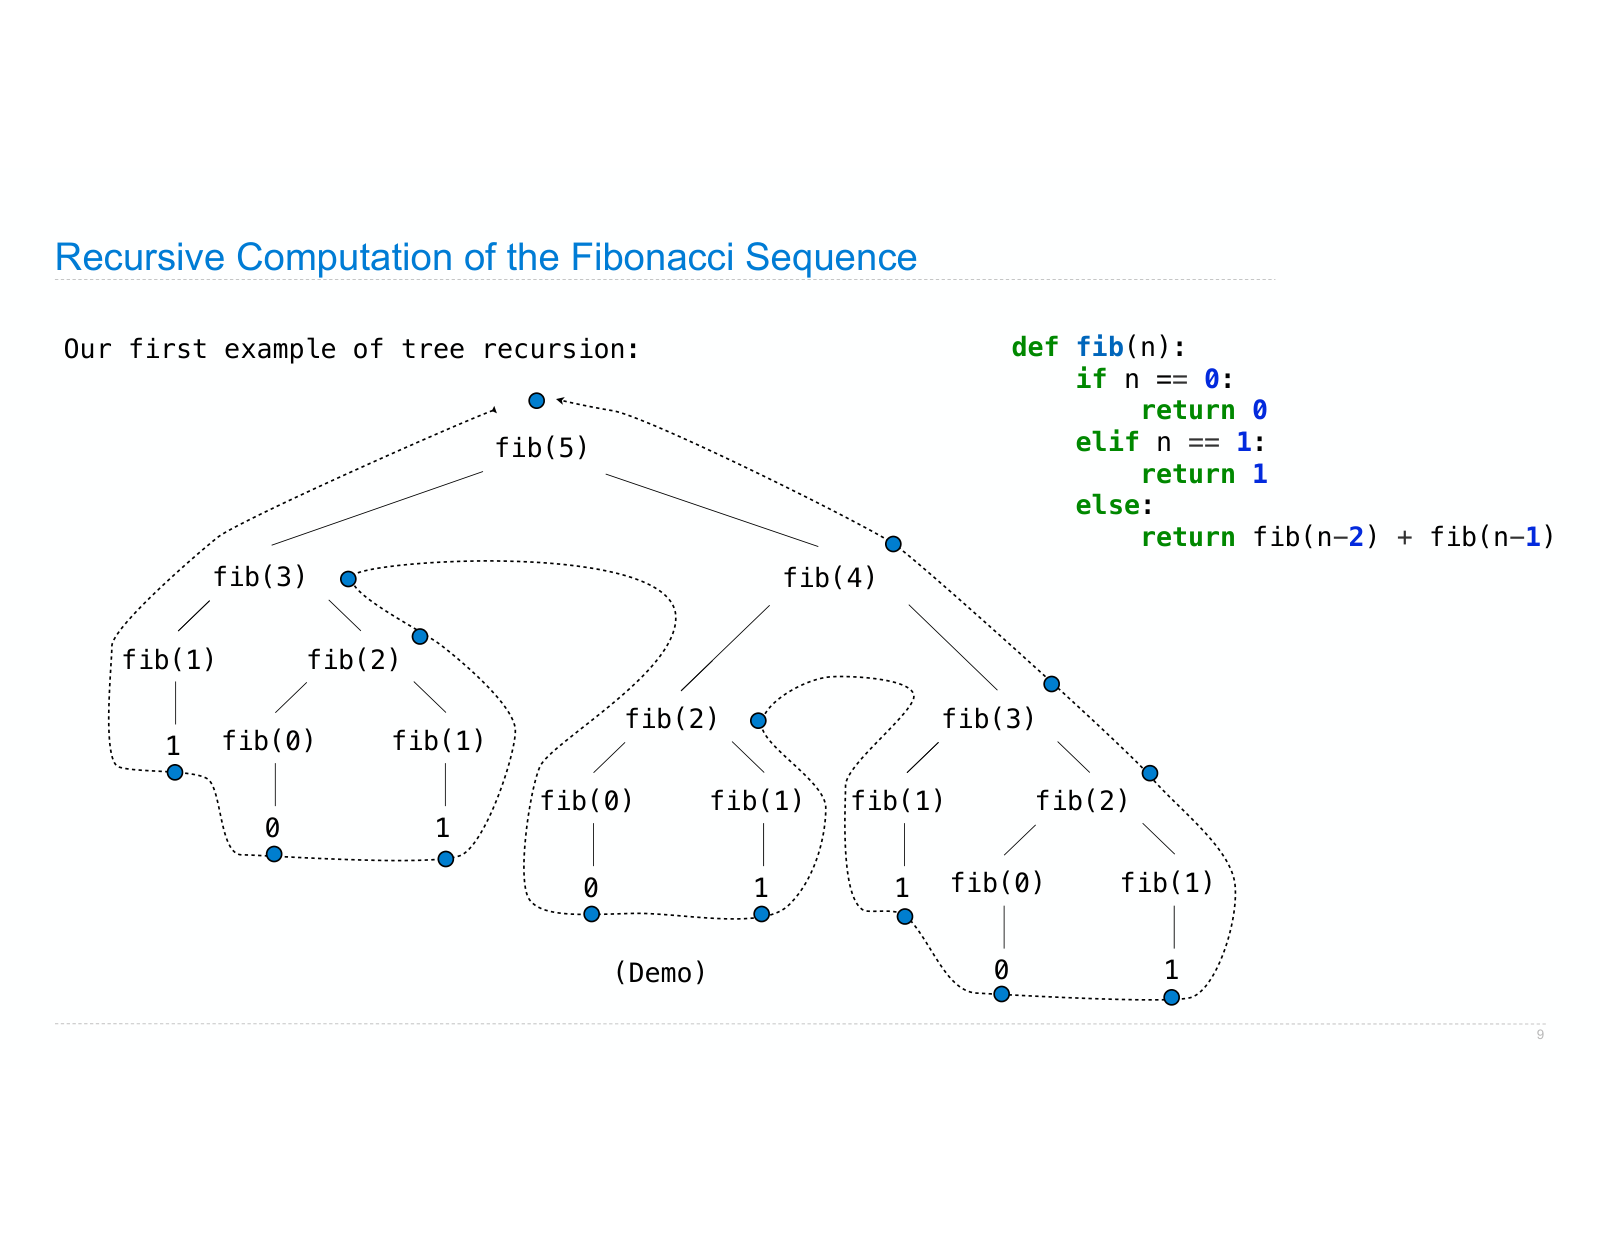 Recursive Computation of the Fibonacci Sequence
Our first example of tree recursion:
def fib(n):
    if n == 0:
        return 0
    elif n == 1:
        return 1
    else:
        return fib(n-2) + fib(n-1)
fib(5)
fib(3) fib(4)
fib(1) fib(2)
fib(2) fib(3)
1 fib(0) fib(1)
fib(0) fib(1) fib(1) fib(2)
0 1
0 1 1 fib(0) fib(1)
(Demo)
0 1
9